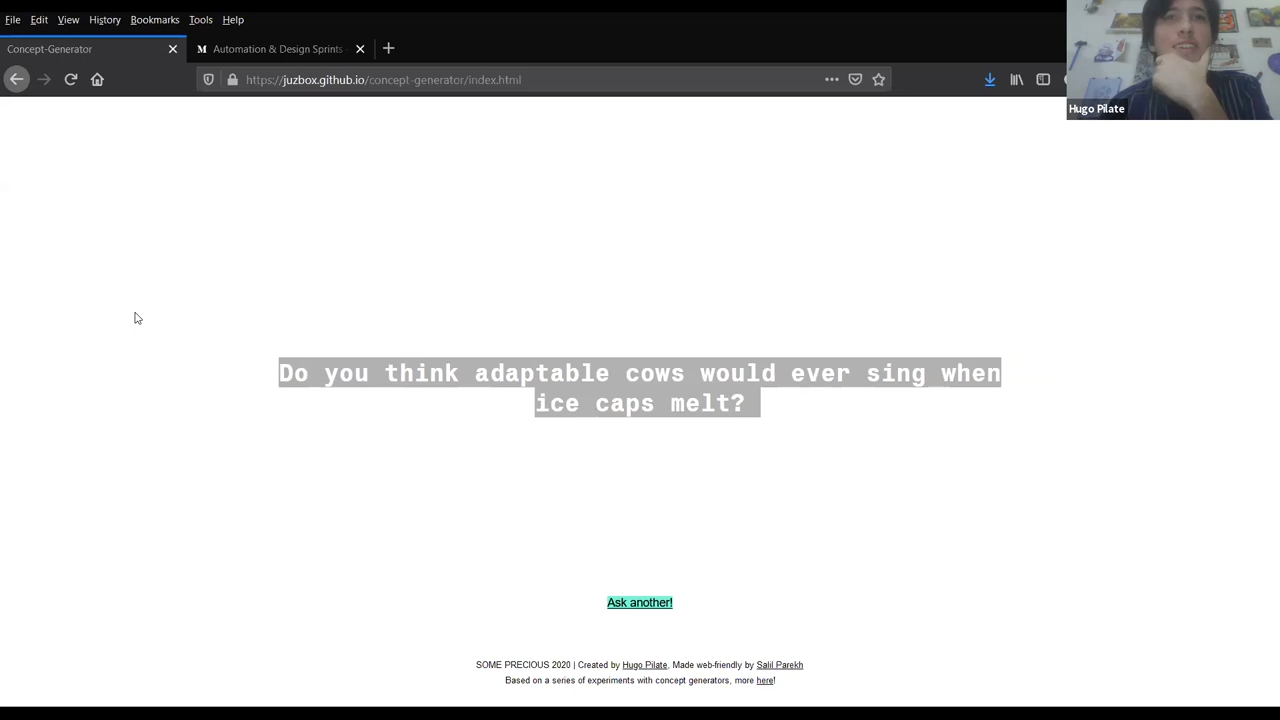 File Edit View History Bookmarks Tools Help
Concept-Generator
Automation & Design Sprints
https://juzbox.github.io/concept-generator/index.html
Hugo Pilate
Do you think adaptable cows would ever sing when
ice caps melt?
Ask another!
SOME PRECIOUS 2020 | Created by Hugo Pilate, Made web-friendly by Salil Parekh
Based on a series of experiments with concept generators, more here!